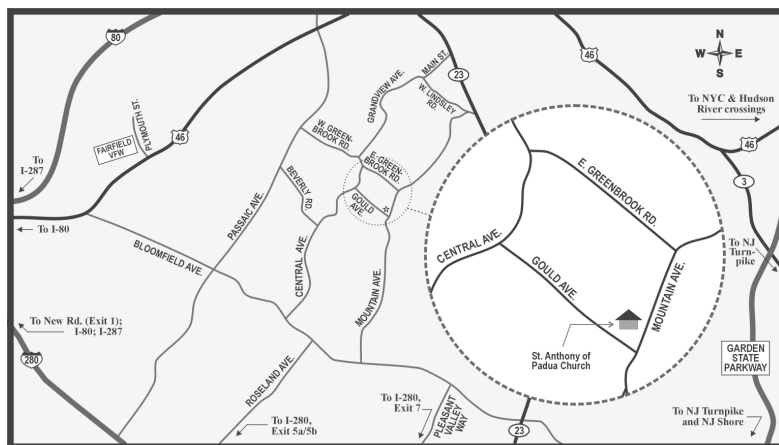 80
PLYMOUTH ST.
FAIRFIELD
VFW
46
To
I-287
To I-80
BLOOMFIELD AVE.
PASSAIC AVE.
W. GREEN-
BROOK RD.
BEVERLY
RD.
GRANDVIEW AVE.
MAIN ST.
W. LINDSLEY
RD.
23
E. GREEN-
BROOK RD.
GOULD
AVE.
CENTRAL AVE.
MOUNTAIN AVE.
To New Rd. (Exit 1);
I-80; I-287
280
ROSELAND AVE.
To I-280,
Exit 5a/5b
To I-280,
Exit 7
PLEASANT
VALLEY
WAY
23
46
N
W E
S
To NYC & Hudson
River crossings
46
3
E. GREENBROOK RD.
CENTRAL AVE.
GOULD AVE.
MOUNTAIN AVE.
St. Anthony of
Padua Church
To NJ
Turn-
pike
GARDEN
STATE
PARKWAY
To NJ Turnpike
and NJ Shore